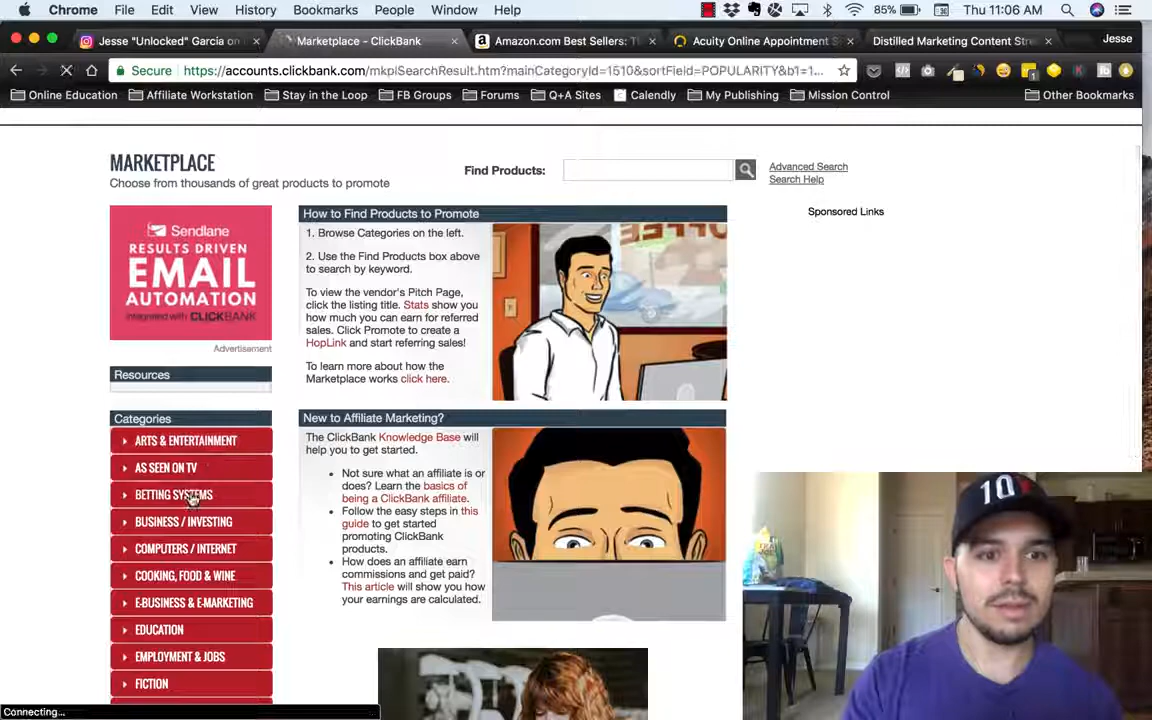 Chrome File Edit View History Bookmarks People Window Help
85% Thu 11:06 AM
Jesse "Unlocked" Garcia on
Marketplace - ClickBank
Amazon.com Best Sellers: Th
Acuity Online Appointment S
Distilled Marketing Content Stre
Jesse
Secure https://accounts.clickbank.com/mkplSearchResult.htm?mainCategoryId=1510&sortField=POPULARITY&b1=1...
Online Education Affiliate Workstation Stay in the Loop FB Groups Forums Q+A Sites Calendly My Publishing Mission Control Other Bookmarks
MARKETPLACE
Choose from thousands of great products to promote
Find Products:
Advanced Search
Search Help
Sponsored Links
Sendlane
RESULTS DRIVEN
EMAIL
AUTOMATION
integrated with CLICKBANK
Advertisement
Resources
Categories
ARTS & ENTERTAINMENT
AS SEEN ON TV
BETTING SYSTEMS
BUSINESS / INVESTING
COMPUTERS / INTERNET
COOKING, FOOD & WINE
E-BUSINESS & E-MARKETING
EDUCATION
EMPLOYMENT & JOBS
FICTION
How to Find Products to Promote
1. Browse Categories on the left.
2. Use the Find Products box above
to search by keyword.
To view the vendor's Pitch Page,
click the listing title. Stats show you
how much you can earn for referred
sales. Click Promote to create a
HopLink and start referring sales!
To learn more about how the
Marketplace works click here.
New to Affiliate Marketing?
The ClickBank Knowledge Base will
help you to get started.
Not sure what an affiliate is or
does? Learn the basics of
being a ClickBank affiliate.
Follow the easy steps in this
guide to get started
promoting ClickBank
products.
How does an affiliate earn
commissions and get paid?
This article will show you how
your earnings are calculated.
Connecting...